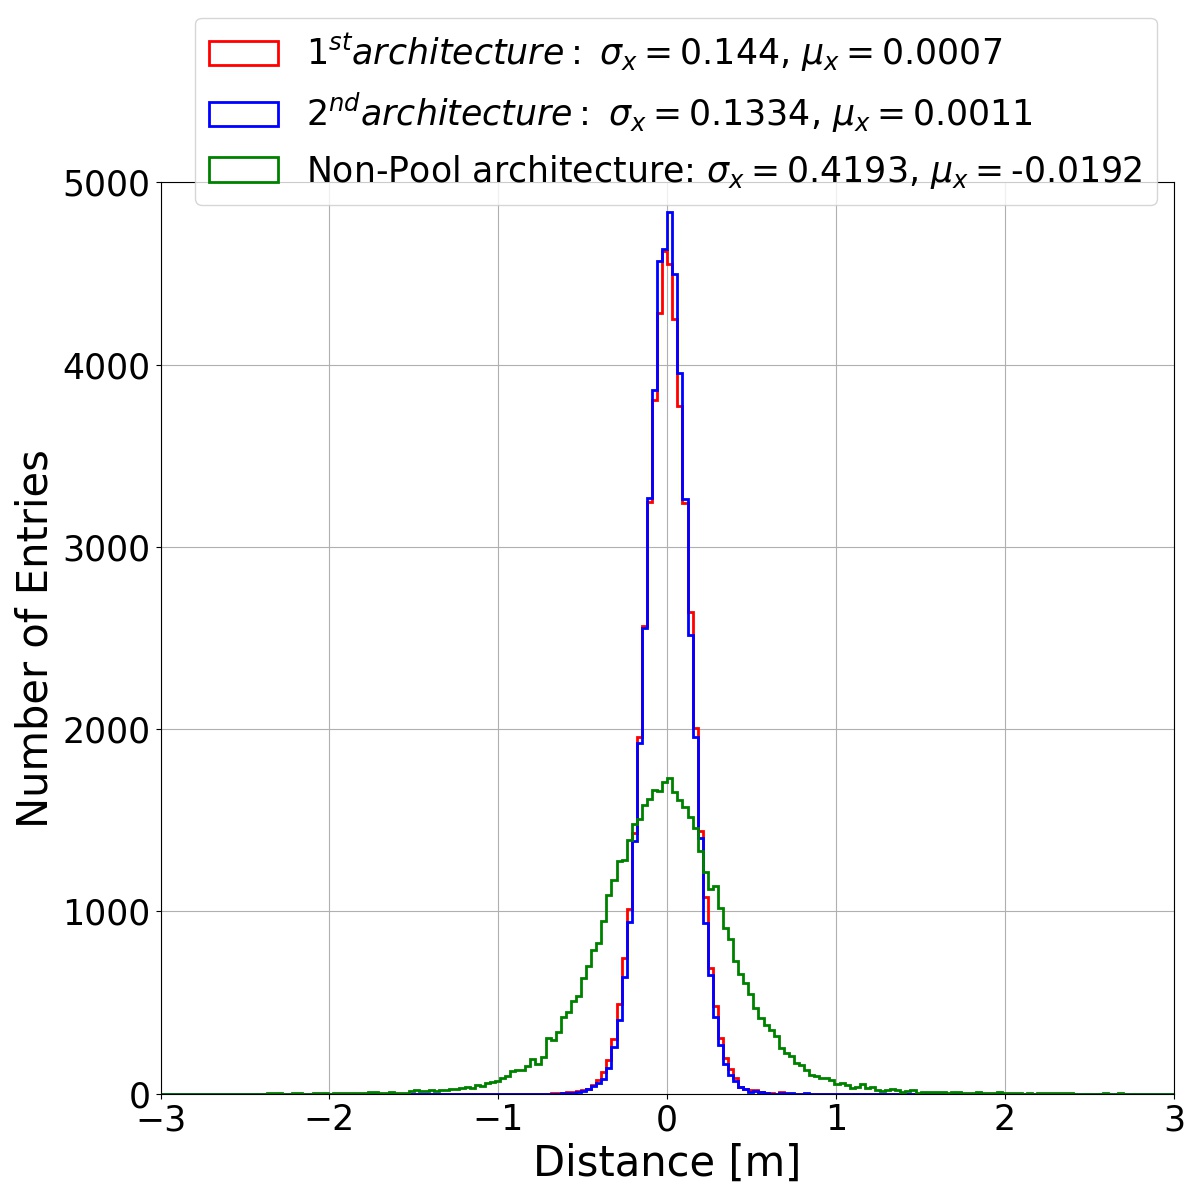 1st architecture: σx = 0.144, μx = 0.0007
2nd architecture: σx = 0.1334, μx = 0.0011
Non-Pool architecture: σx = 0.4193, μx = -0.0192
5000
4000
3000
2000
1000
0
Number of Entries
−3 −2 −1 0 1 2 3
Distance [m]